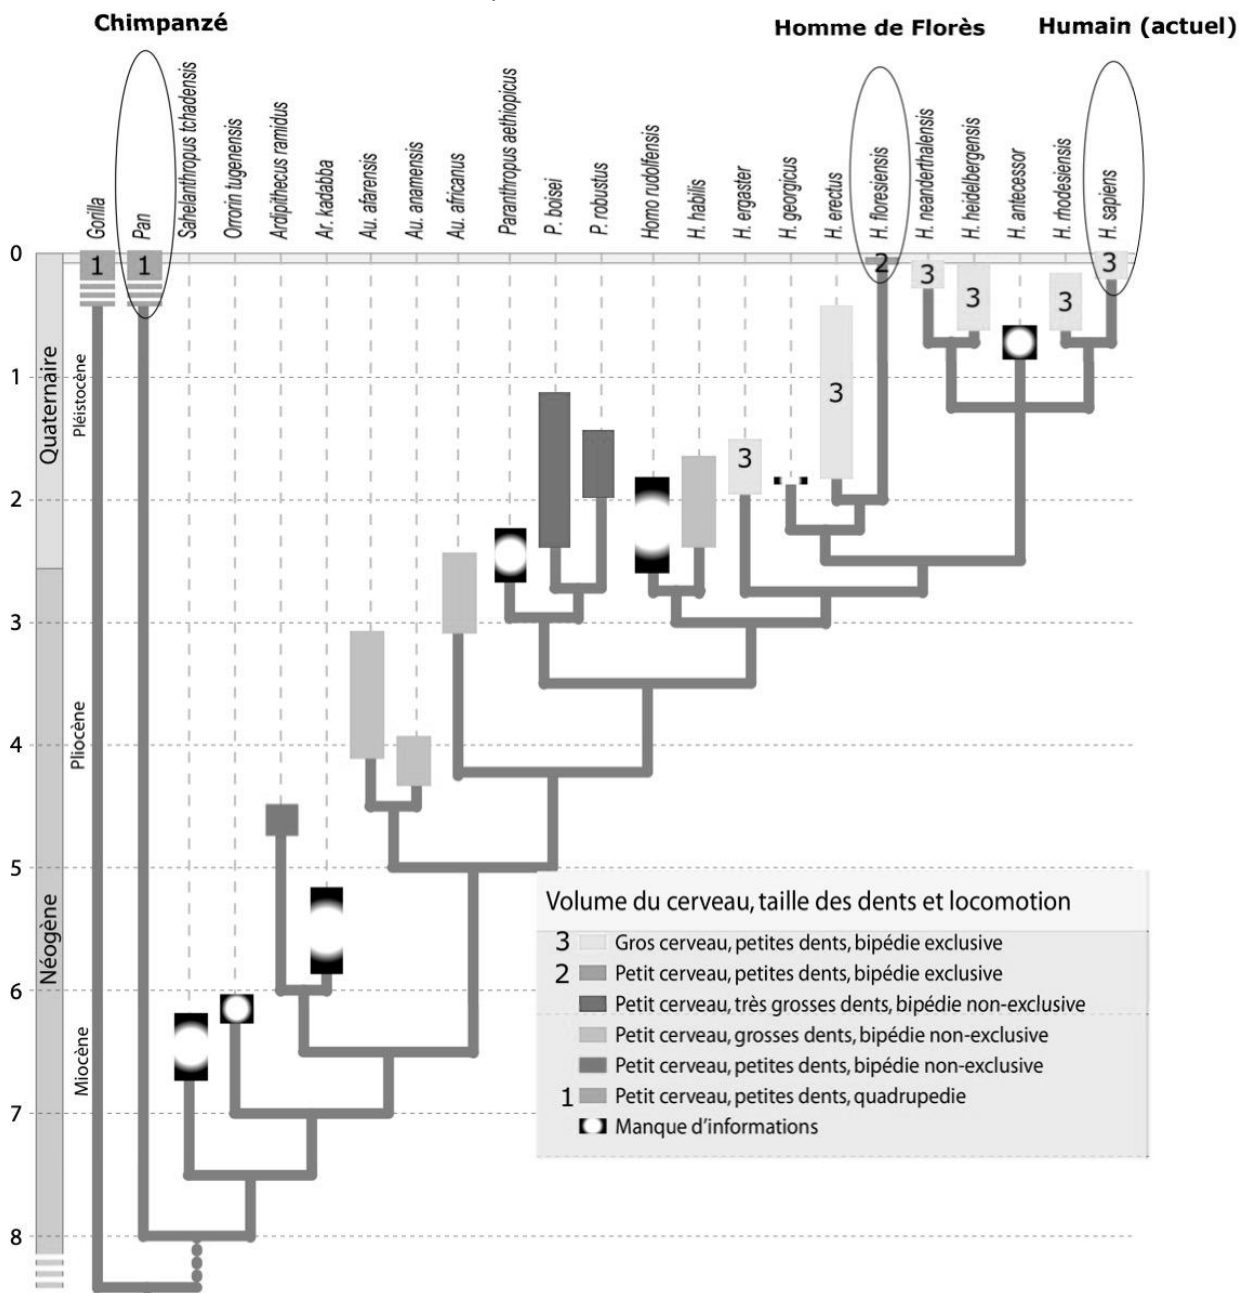 Chimpanzé
Homme de Florès
Humain (actuel)
Gorilla
Pan
Sahelanthropus tchadensis
Orrorin tugenensis
Ardipithecus ramidus
Ar. kadabba
Au. afarensis
Au. anamensis
Au. africanus
Paranthropus aethiopicus
P. boisei
P. robustus
Homo rudolfensis
H. habilis
H. ergaster
H. georgicus
H. erectus
H. floresiensis
H. neanderthalensis
H. heidelbergensis
H. antecessor
H. rhodesiensis
H. sapiens
0
1
1
2
3
3
3
3
1
3
3
2
3
4
5
6
7
8
Quaternaire
Néogène
Pléistocène
Pliocène
Miocène
Volume du cerveau, taille des dents et locomotion
3 Gros cerveau, petites dents, bipédie exclusive
2 Petit cerveau, petites dents, bipédie exclusive
Petit cerveau, très grosses dents, bipédie non-exclusive
Petit cerveau, grosses dents, bipédie non-exclusive
Petit cerveau, petites dents, bipédie non-exclusive
1 Petit cerveau, petites dents, quadrupedie
Manque d'informations